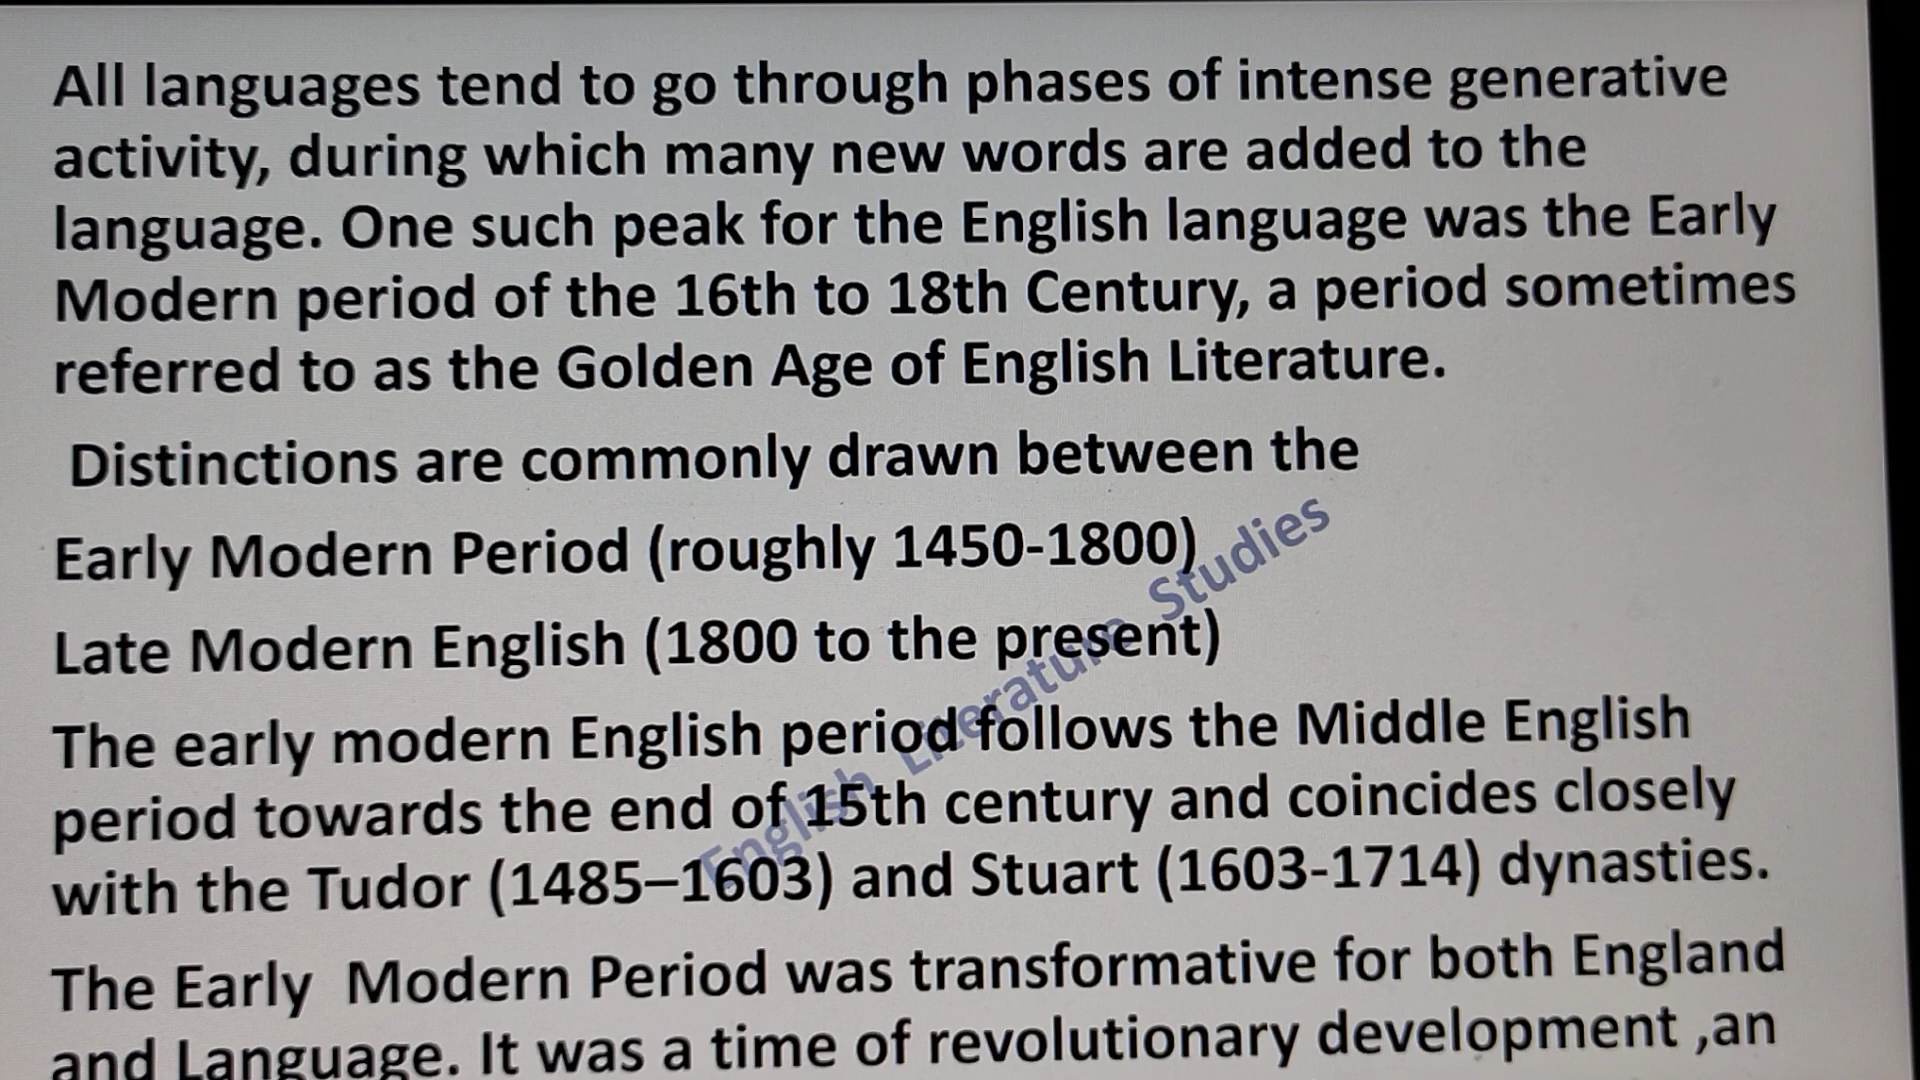 All languages tend to go through phases of intense generative
activity, during which many new words are added to the
language. One such peak for the English language was the Early
Modern period of the 16th to 18th Century, a period sometimes
referred to as the Golden Age of English Literature.
Distinctions are commonly drawn between the
Early Modern Period (roughly 1450-1800)
Late Modern English (1800 to the present)
The early modern English period follows the Middle English
period towards the end of 15th century and coincides closely
with the Tudor (1485–1603) and Stuart (1603-1714) dynasties.
The Early  Modern Period was transformative for both England
and Language. It was a time of revolutionary development ,an
English Literature Studies